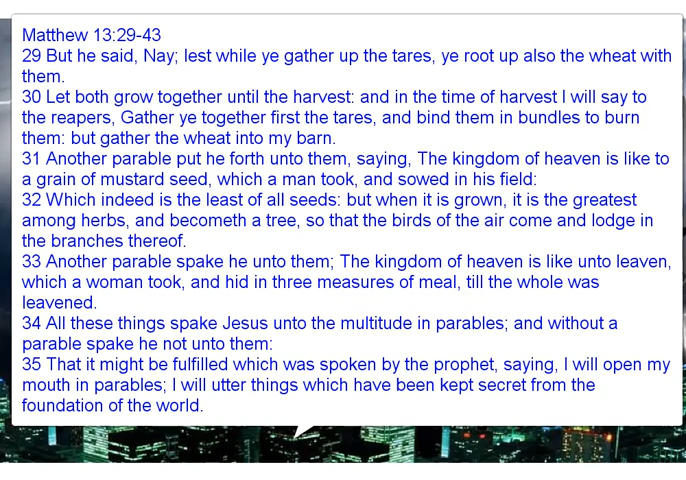 Matthew 13:29-43
29 But he said, Nay; lest while ye gather up the tares, ye root up also the wheat with
them.
30 Let both grow together until the harvest: and in the time of harvest I will say to
the reapers, Gather ye together first the tares, and bind them in bundles to burn
them: but gather the wheat into my barn.
31 Another parable put he forth unto them, saying, The kingdom of heaven is like to
a grain of mustard seed, which a man took, and sowed in his field:
32 Which indeed is the least of all seeds: but when it is grown, it is the greatest
among herbs, and becometh a tree, so that the birds of the air come and lodge in
the branches thereof.
33 Another parable spake he unto them; The kingdom of heaven is like unto leaven,
which a woman took, and hid in three measures of meal, till the whole was
leavened.
34 All these things spake Jesus unto the multitude in parables; and without a
parable spake he not unto them:
35 That it might be fulfilled which was spoken by the prophet, saying, I will open my
mouth in parables; I will utter things which have been kept secret from the
foundation of the world.